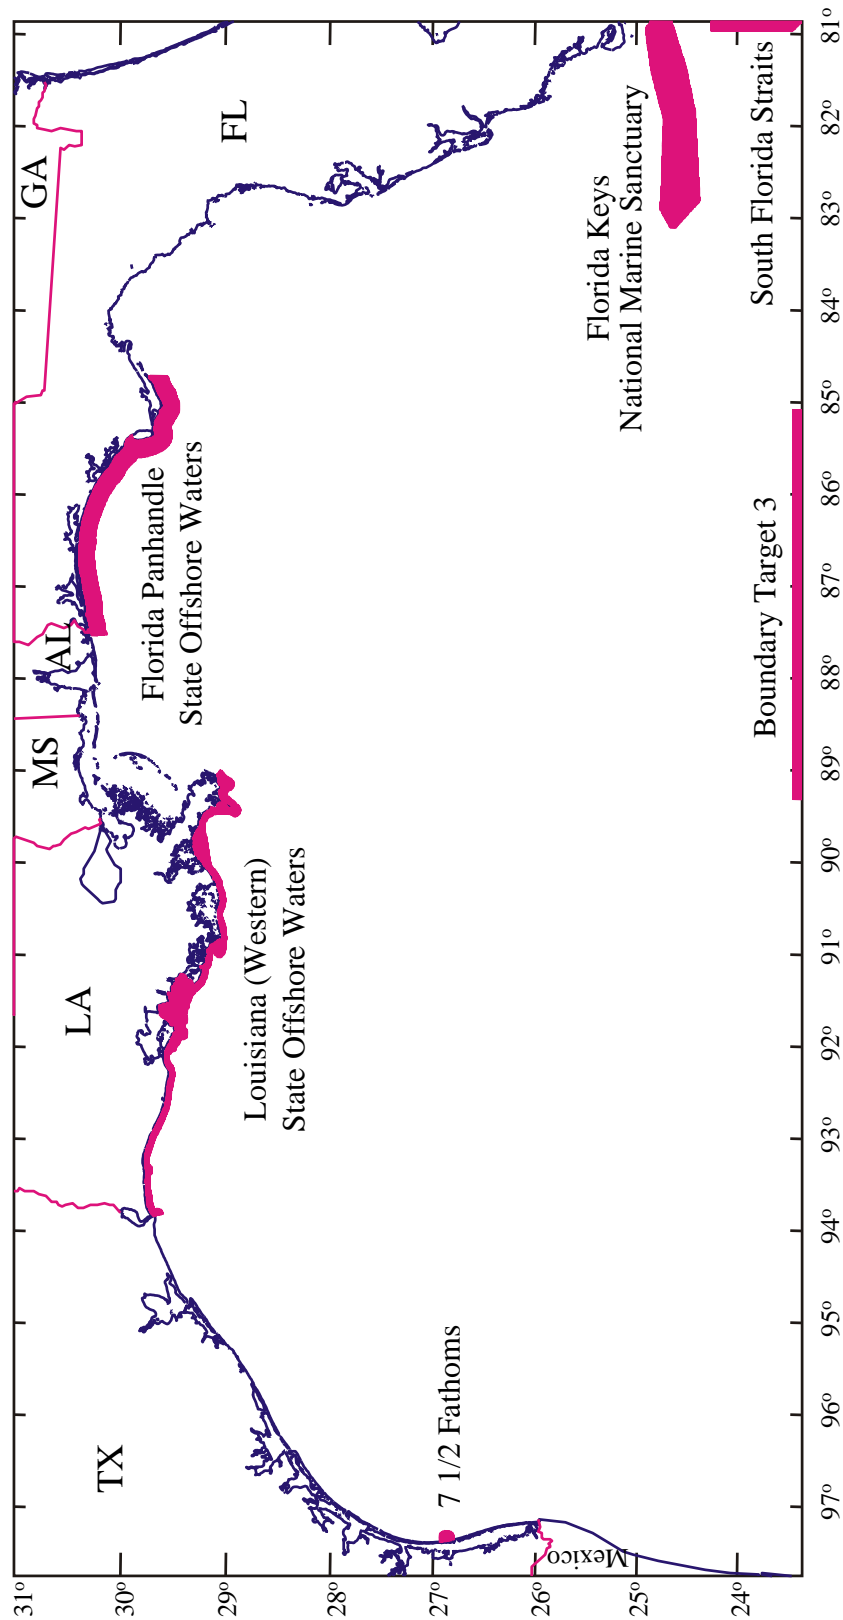 GA
FL
AL
MS
LA
TX
Mexico
Florida Panhandle
State Offshore Waters
Louisiana (Western)
State Offshore Waters
7 1/2 Fathoms
Florida Keys
National Marine Sanctuary
South Florida Straits
Boundary Target 3
31°
30°
29°
28°
27°
26°
25°
24°
97°
96°
95°
94°
93°
92°
91°
90°
89°
88°
87°
86°
85°
84°
83°
82°
81°